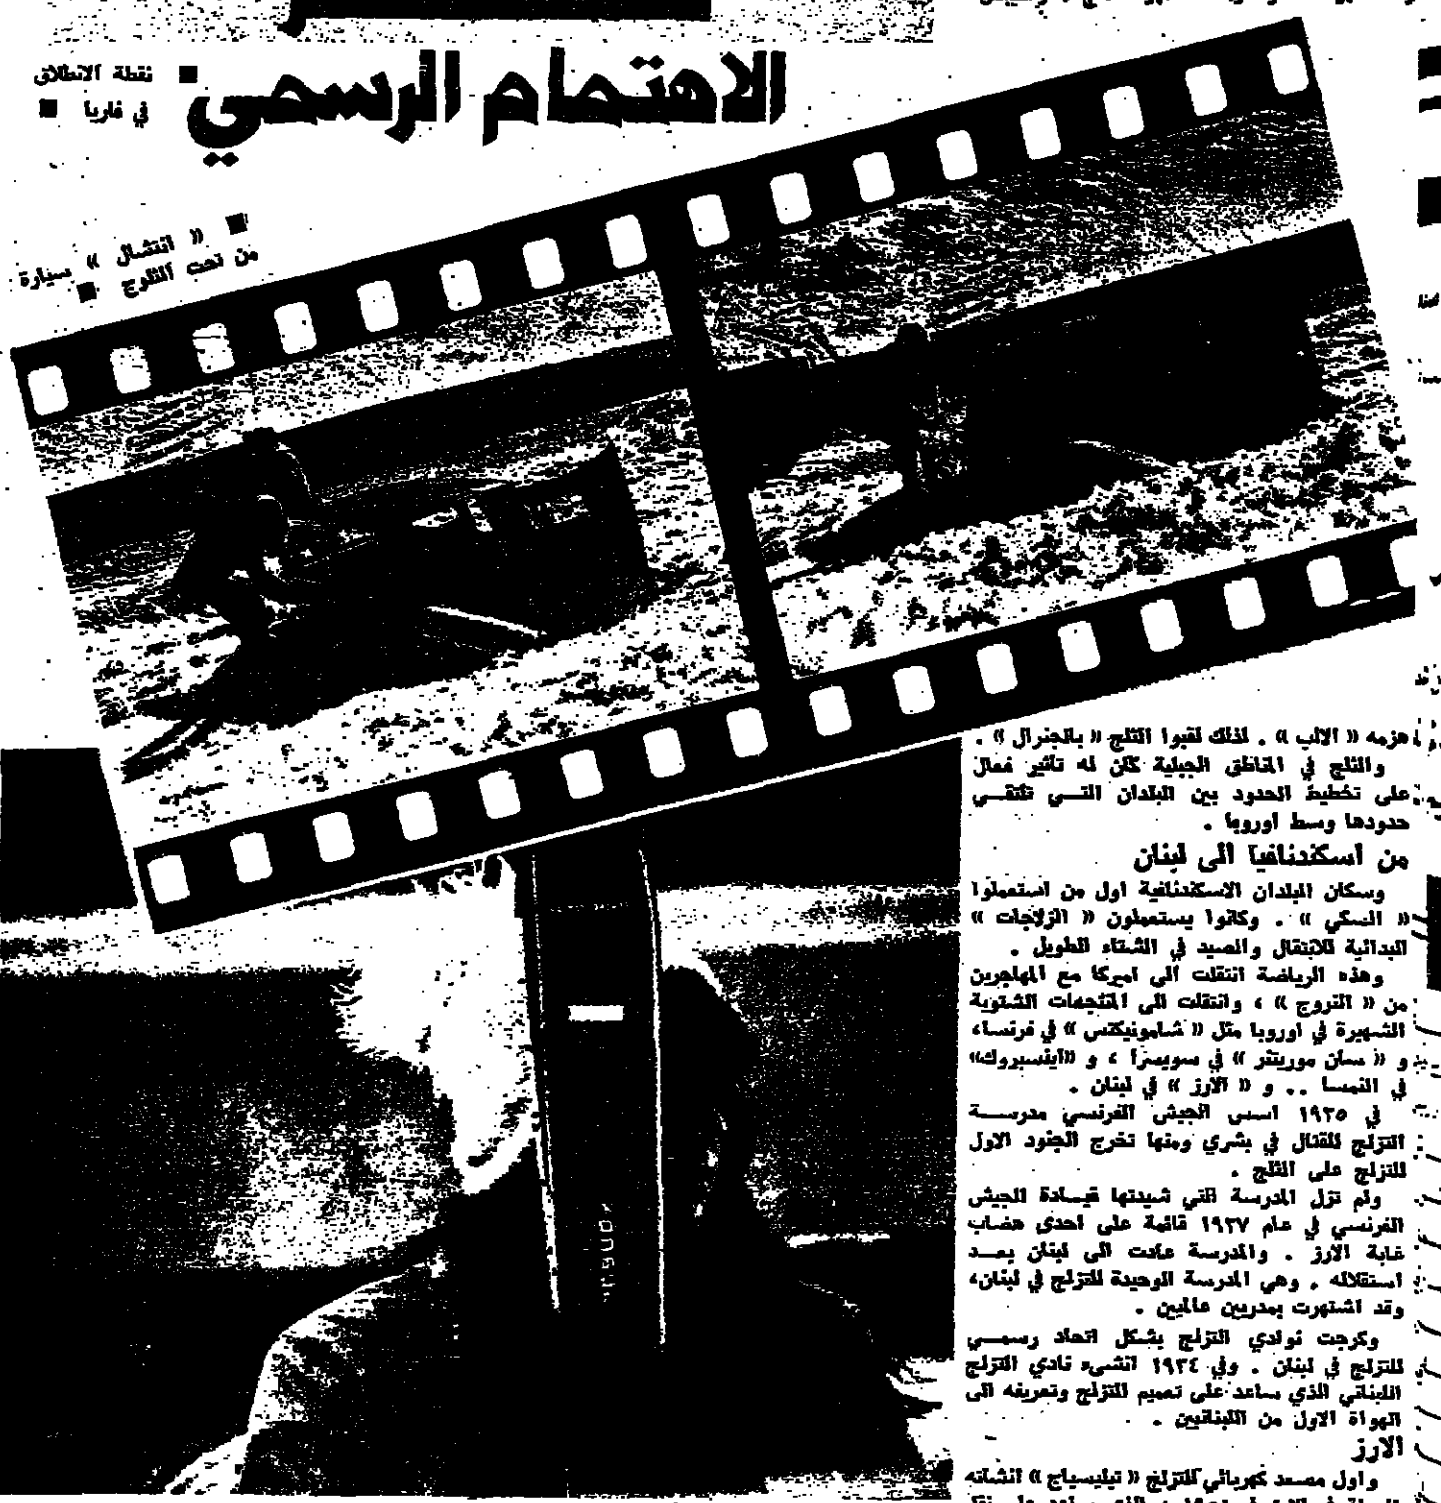 الاهتمام الرسمي
■ نقطة الانطلاق
في فاريا ■
■ « انتشال » سيارة
من تحت الثلوج ■
هزمه « الالب » . لذلك لقبوا الثلج « بالجنرال » .
والثلج في المناطق الجبلية كان له تأثير فعال
على تخطيط الحدود بين البلدان التـــي تلتقـــي
حدودها وسط اوروبا .
من اسكندنافيا الى لبنان
وسكان البلدان الاسكندنافية اول من استعملوا
« السكي » . وكانوا يستعملون « الزلاجات »
البدائية للانتقال والصيد في الشتاء الطويل .
وهذه الرياضة انتقلت الى اميركا مع المهاجرين
من « النروج » ، وانتقلت الى المنتجعات الشتوية
الشهيرة في اوروبا مثل « شامونيكس » في فرنسا،
و « سان موريتز » في سويسرا ، و «اينسبروك»
في النمسا .. و « الارز » في لبنان .
في ١٩٣٥ اسس الجيش الفرنسي مدرســـة
التزلج للقتال في بشري ومنها تخرج الجنود الاول
للتزلج على الثلج .
ولم تزل المدرسة التي شيدتها قيـــادة الجيش
الفرنسي في عام ١٩٣٧ قائمة على احدى هضاب
غابة الارز . والمدرسة عادت الى لبنان بعـــد
استقلاله . وهي المدرسة الوحيدة للتزلج في لبنان،
وقد اشتهرت بمدربين عالميين .
وكرجت نوادي التزلج بشكل اتحاد رسمـــي
للتزلج في لبنان . وفي ١٩٣٤ انشىء نادي التزلج
اللبناني الذي ساعد على تعميم التزلج وتعريفه الى
الهواة الاول من اللبنانيين .
الارز
واول مصعد كهربائي للتزلج « تيليسياج » انشاته